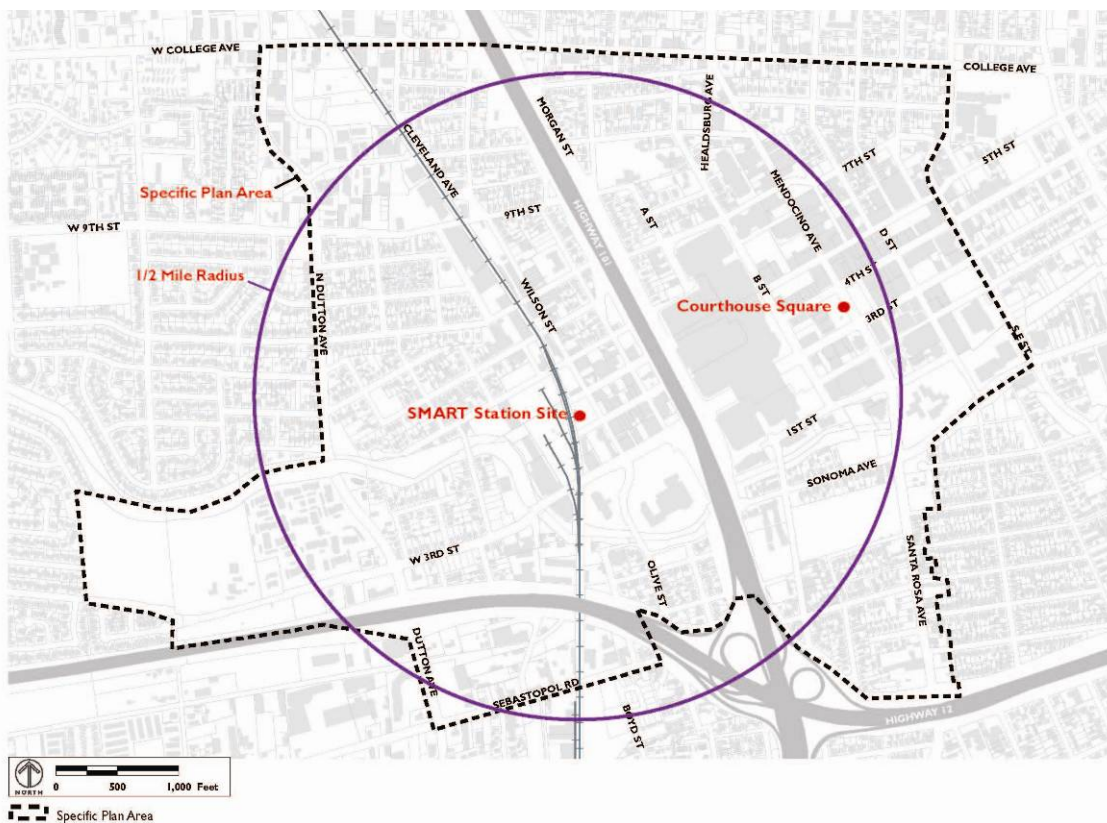 W COLLEGE AVE
COLLEGE AVE
HEALDSBURG AVE
MORGAN ST
CLEVELAND AVE
7TH ST
5TH ST
Specific Plan Area
MENDOCINO AVE
9TH ST
A ST
HIGHWAY 101
W 9TH ST
D ST
1/2 Mile Radius
4TH S
B ST
N DUTTON AVE
WILSON ST
Courthouse Square
3RD ST
S E ST
SMART Station Site
1ST ST
SONOMA AVE
W 3RD ST
OLIVE ST
SANTA ROSA AVE
DUTTON AVE
SEBASTOPOL RD
BOYD ST
HIGHWAY 12
NORTH
0 500 1,000 Feet
Specific Plan Area